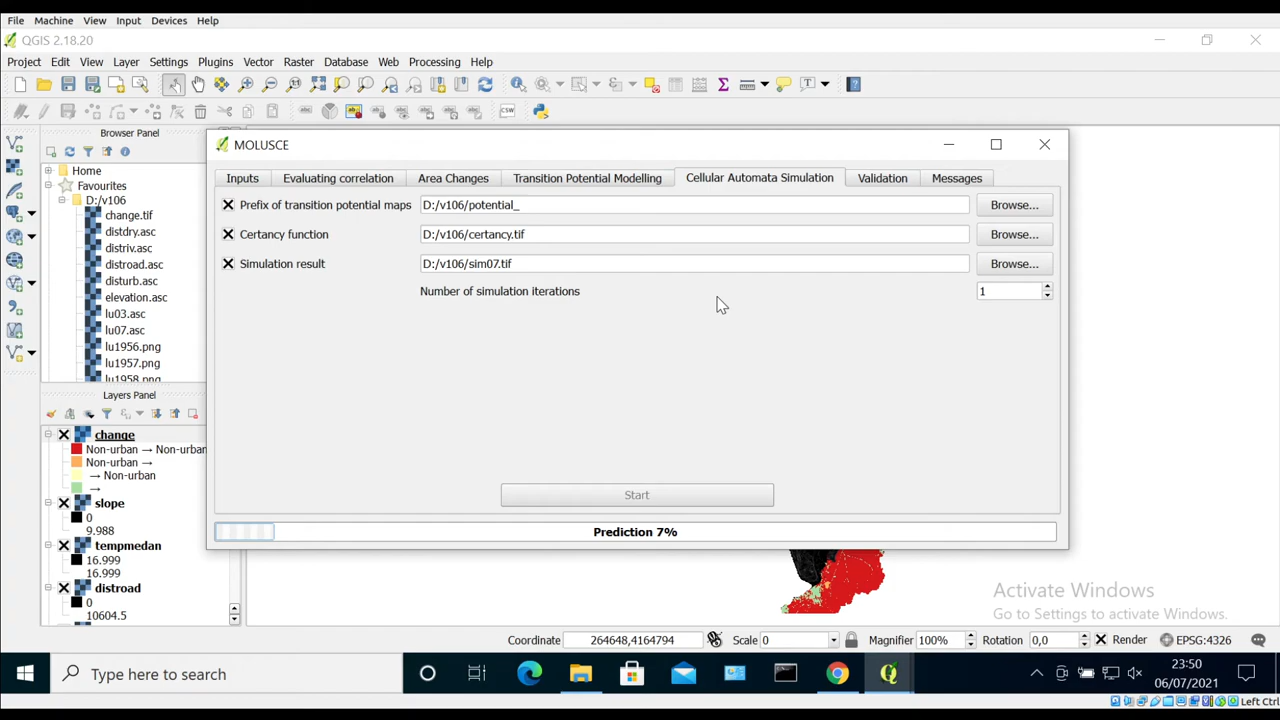 File Machine View Input Devices Help
QGIS 2.18.20
Project Edit View Layer Settings Plugins Vector Raster Database Web Processing Help
CSW
Browser Panel
Home
Favourites
D:/v106
change.tif
distdry.asc
distriv.asc
distroad.asc
disturb.asc
elevation.asc
lu03.asc
lu07.asc
lu1956.png
lu1957.png
lu1958.png
Layers Panel
change
Non-urban → Non-urban
Non-urban →
→ Non-urban
→
slope
0
9.988
tempmedan
16.999
16.999
distroad
0
10604.5
MOLUSCE
Inputs Evaluating correlation Area Changes Transition Potential Modelling Cellular Automata Simulation Validation Messages
Prefix of transition potential maps D:/v106/potential_ Browse...
Certancy function D:/v106/certancy.tif Browse...
Simulation result D:/v106/sim07.tif Browse...
Number of simulation iterations 1
Start
Prediction 7%
Activate Windows
Go to Settings to activate Windows.
Coordinate 264648,4164794 Scale 0 Magnifier 100% Rotation 0,0 Render EPSG:4326
Type here to search
23:50
06/07/2021
Left Ctrl